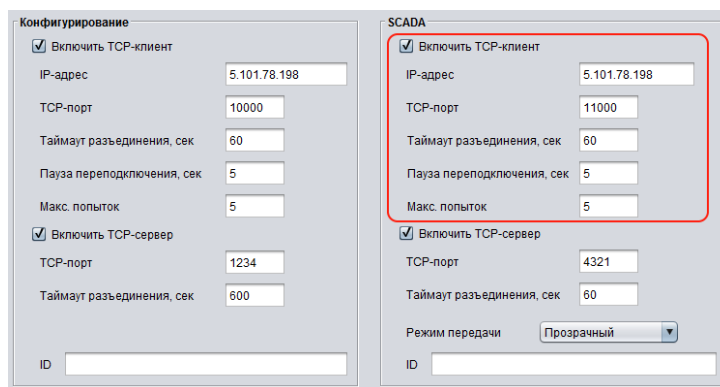 Конфигурирование
Включить TCP-клиент
IP-адрес 5.101.78.198
TCP-порт 10000
Таймаут разъединения, сек 60
Пауза переподключения, сек 5
Макс. попыток 5
Включить TCP-сервер
TCP-порт 1234
Таймаут разъединения, сек 600
ID
SCADA
Включить TCP-клиент
IP-адрес 5.101.78.198
TCP-порт 11000
Таймаут разъединения, сек 60
Пауза переподключения, сек 5
Макс. попыток 5
Включить TCP-сервер
TCP-порт 4321
Таймаут разъединения, сек 60
Режим передачи Прозрачный
ID